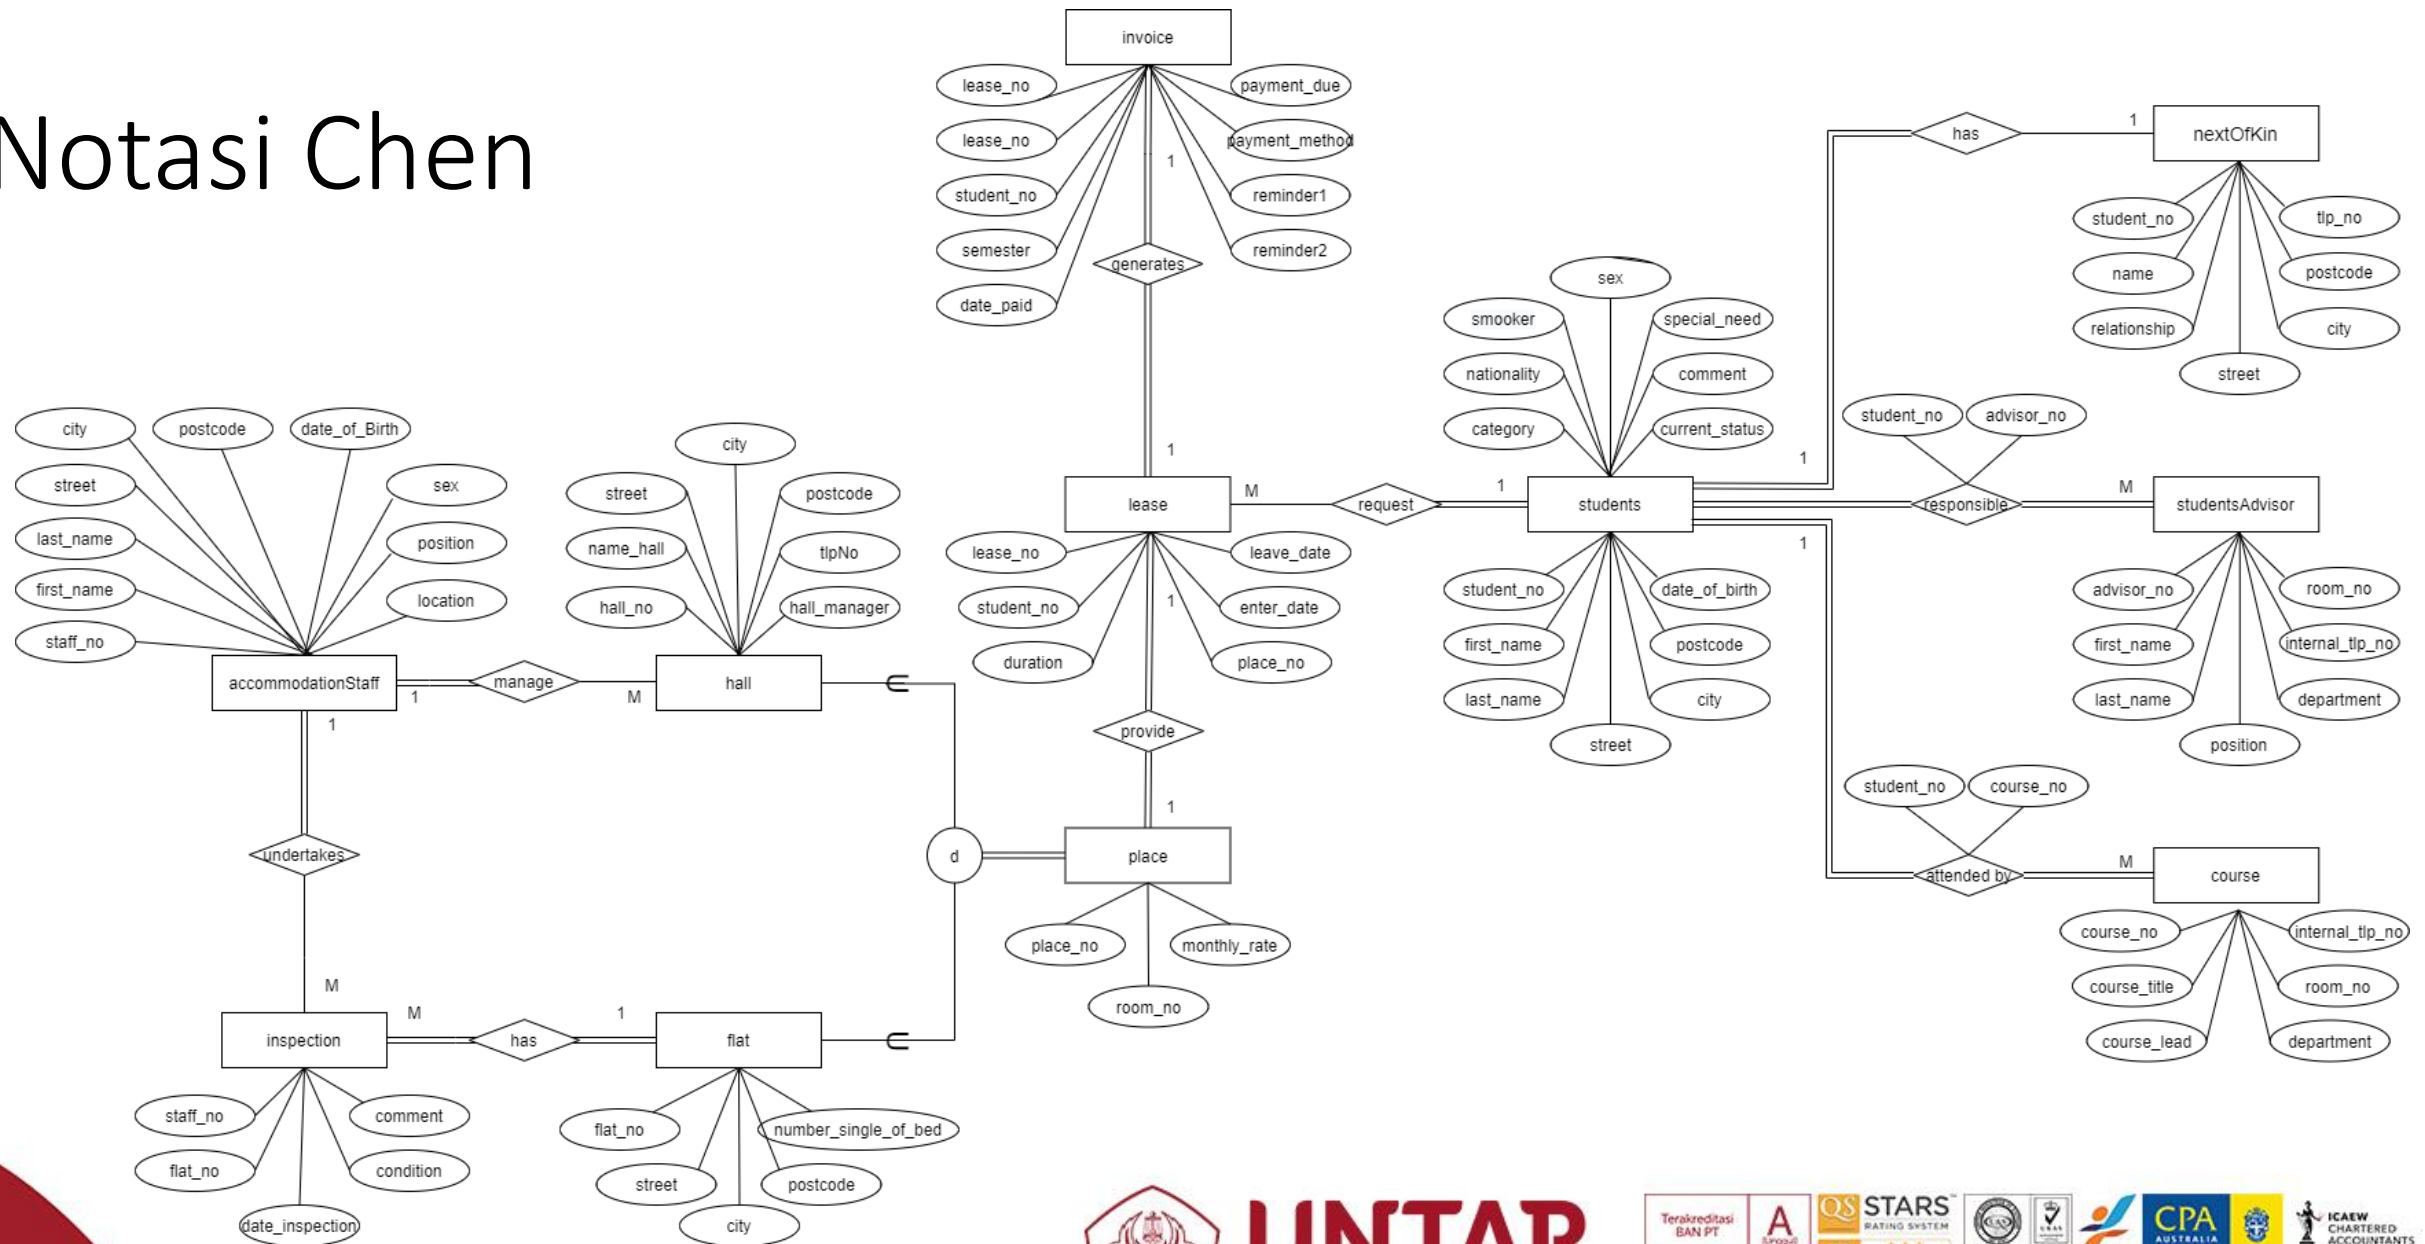 Notasi Chen
invoice
lease_no
payment_due
lease_no
payment_method
student_no
reminder1
semester
reminder2
date_paid
1
generates
1
has
1
nextOfKin
student_no
tlp_no
name
postcode
relationship
city
street
sex
smooker
special_need
nationality
comment
category
current_status
1
student_no
advisor_no
city
postcode
date_of_Birth
street
sex
last_name
position
first_name
location
staff_no
accommodationStaff
1
manage
M
city
street
postcode
name_hall
tlpNo
hall_no
hall_manager
hall
lease
M
request
1
students
responsible
M
studentsAdvisor
lease_no
leave_date
student_no
enter_date
duration
place_no
1
provide
1
student_no
date_of_birth
first_name
postcode
last_name
city
street
1
advisor_no
room_no
first_name
internal_tlp_no
last_name
department
position
student_no
course_no
attended by
M
course
course_no
internal_tlp_no
course_title
room_no
course_lead
department
1
undertakes
M
d
place
place_no
monthly_rate
room_no
inspection
M
has
1
flat
staff_no
comment
flat_no
condition
date_inspection
flat_no
number_single_of_bed
street
postcode
city
UNTAR
Terakreditasi
BAN PT
A
QS STARS
RATING SYSTEM
CPA
AUSTRALIA
ICAEW
CHARTERED
ACCOUNTANTS